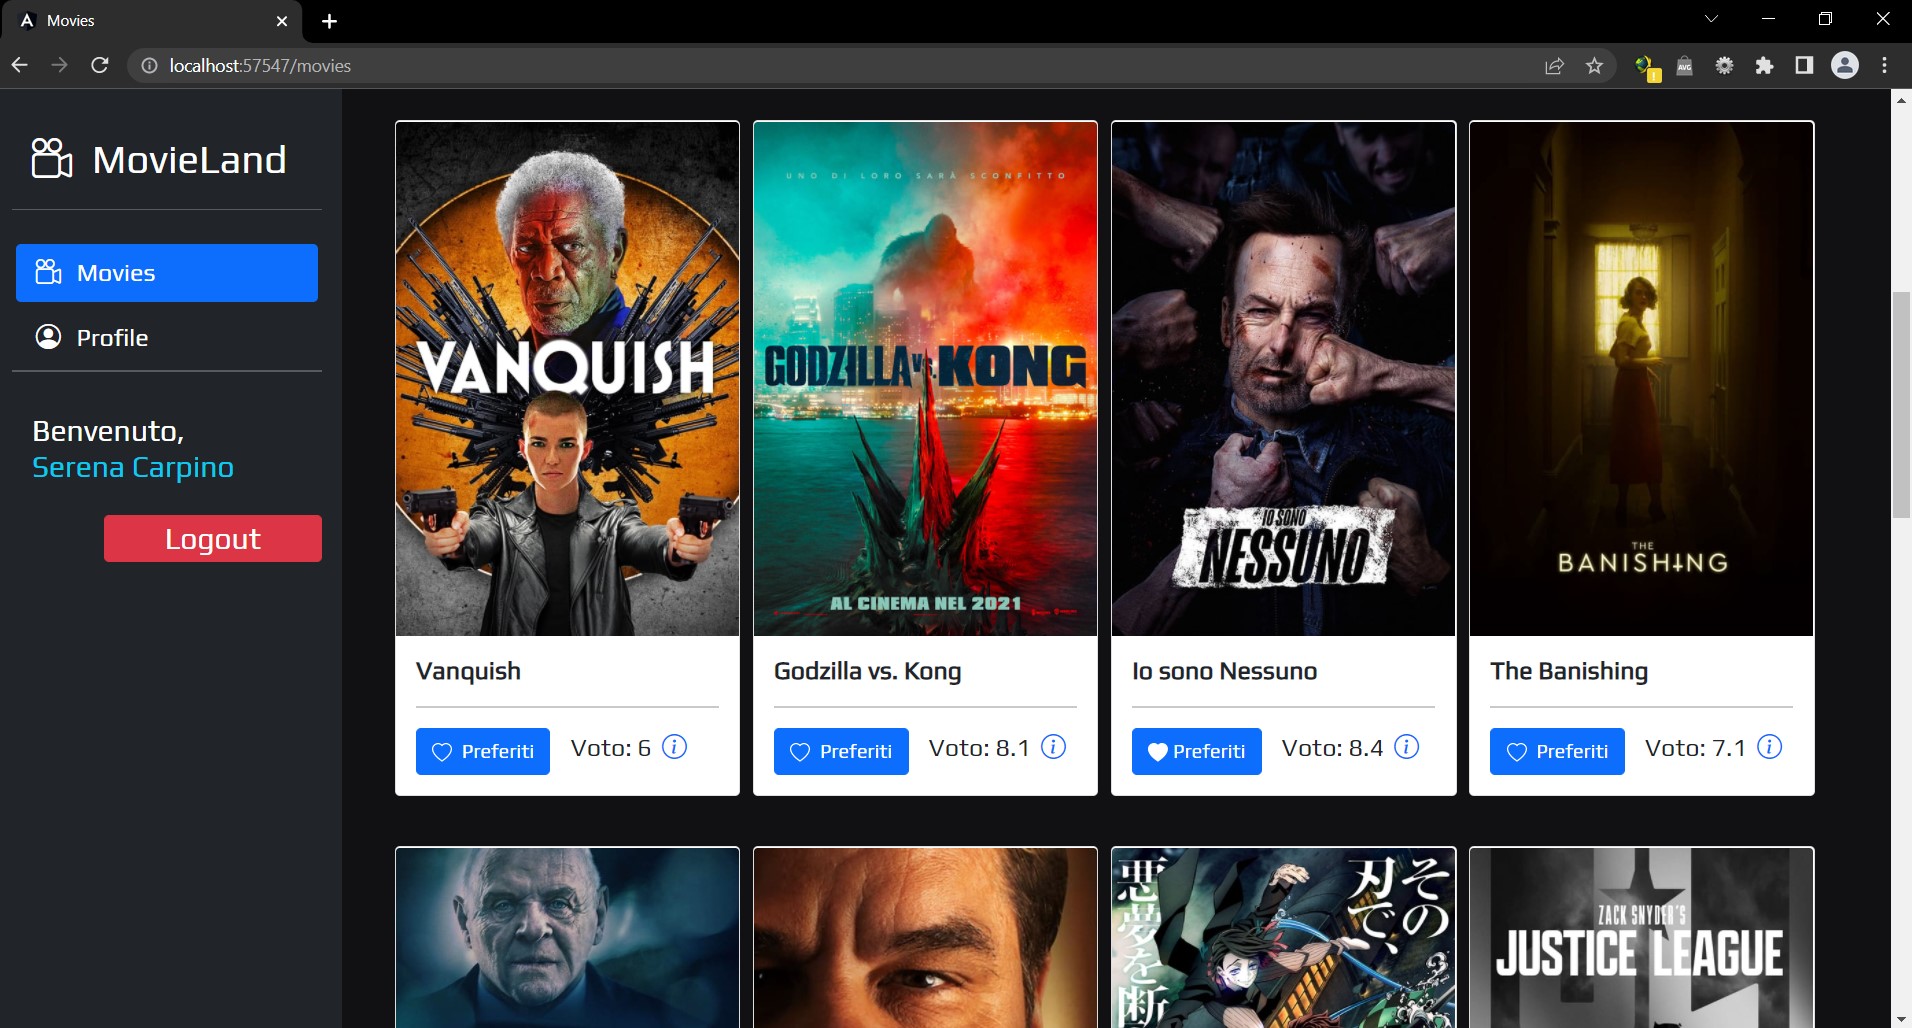 Movies
localhost:57547/movies
AVG
MovieLand
Movies
Profile
Benvenuto,
Serena Carpino
Logout
VANQUISH
Vanquish
Preferiti
Voto: 6
UNO DI LORO SARÀ SCONFITTO
GODZILLA VS. KONG
AL CINEMA NEL 2021
Godzilla vs. Kong
Preferiti
Voto: 8.1
IO SONO
NESSUNO
Io sono Nessuno
Preferiti
Voto: 8.4
THE
BANISHING
The Banishing
Preferiti
Voto: 7.1
その
刃で、
悪夢を断
ZACK SNYDER'S
JUSTICE LEAGUE